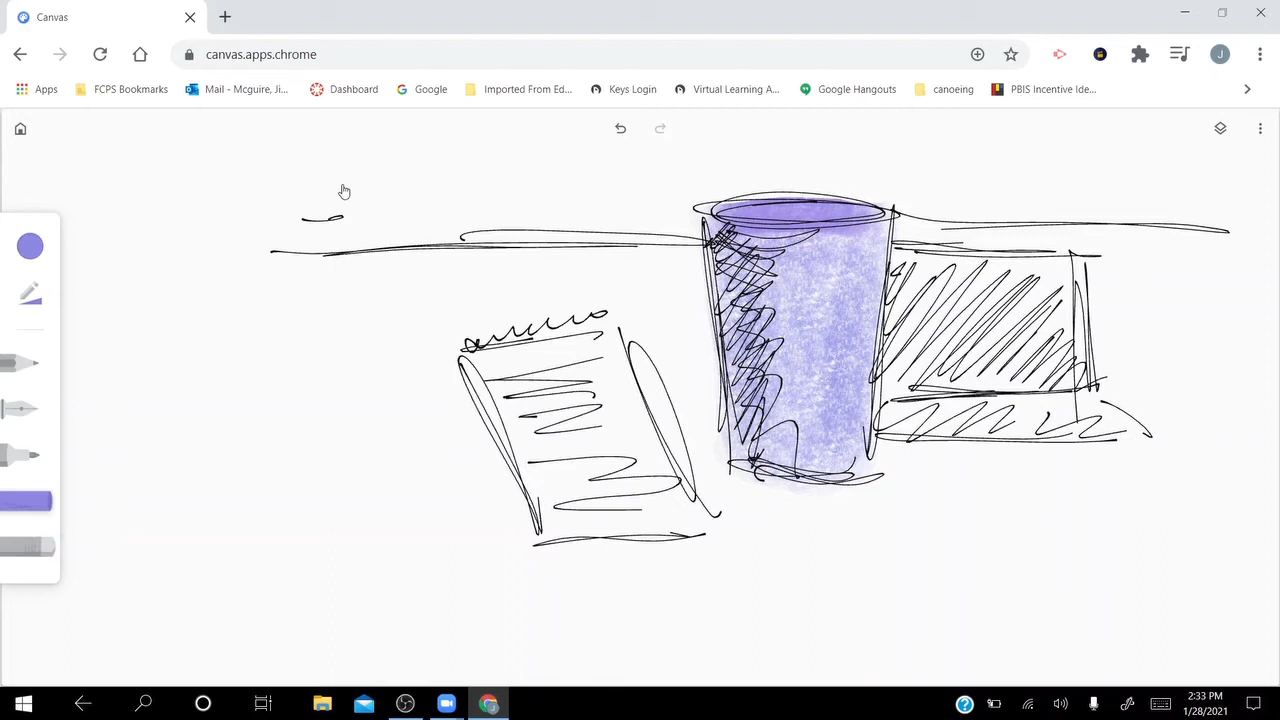 Canvas
canvas.apps.chrome
J
Apps
FCPS Bookmarks
Mail - Mcguire, Ji...
Dashboard
Google
Imported From Ed...
Keys Login
Virtual Learning A...
Google Hangouts
canoeing
PBIS Incentive Ide...
2:33 PM
1/28/2021